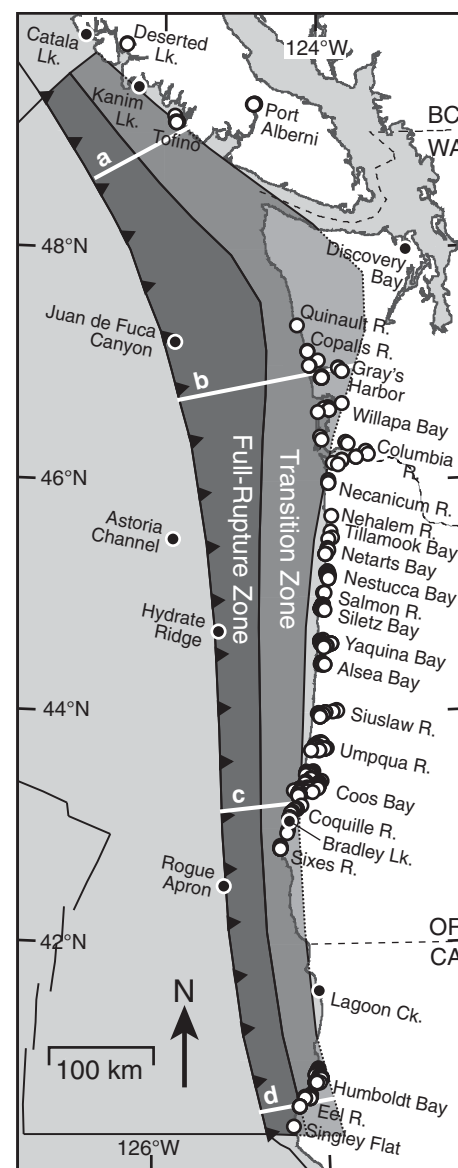 Catala
Lk.
Deserted
Lk.
124°W
Kanim
Lk.
Port
Alberni
Tofino
BC
WA
a
48°N
Discovery
Bay
Quinault R.
Juan de Fuca
Canyon
Copalis R.
b
Gray's
Harbor
Willapa Bay
Columbia
R.
46°N
Full-Rupture Zone
Transition Zone
Necanicum R.
Astoria
Channel
Nehalem R.
Tillamook Bay
Netarts Bay
Nestucca Bay
Salmon R.
Siletz Bay
Hydrate
Ridge
Yaquina Bay
Alsea Bay
44°N
Siuslaw R.
Umpqua R.
c
Coos Bay
Coquille R.
Bradley Lk.
Sixes R.
Rogue
Apron
42°N
OR
CA
N
Lagoon Ck.
100 km
d
Humboldt Bay
Eel R.
Singley Flat
126°W